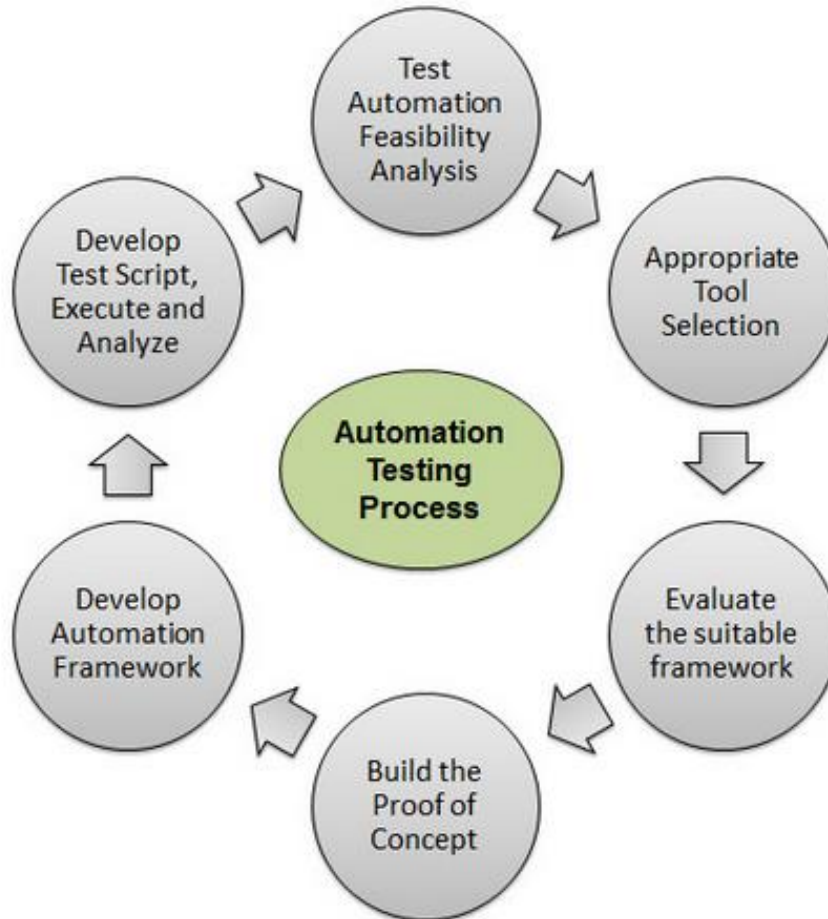 Test
Automation
Feasibility
Analysis
Appropriate
Tool
Selection
Evaluate
the suitable
framework
Build the
Proof of
Concept
Develop
Automation
Framework
Develop
Test Script,
Execute and
Analyze
Automation
Testing
Process